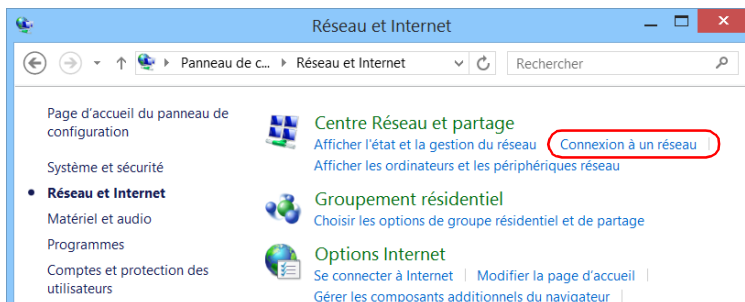 Réseau et Internet
Panneau de c... Réseau et Internet Rechercher
Page d'accueil du panneau de
configuration
Système et sécurité
Réseau et Internet
Matériel et audio
Programmes
Comptes et protection des
utilisateurs
Centre Réseau et partage
Afficher l'état et la gestion du réseau Connexion à un réseau
Afficher les ordinateurs et les périphériques réseau
Groupement résidentiel
Choisir les options de groupe résidentiel et de partage
Options Internet
Se connecter à Internet Modifier la page d'accueil
Gérer les composants additionnels du navigateur